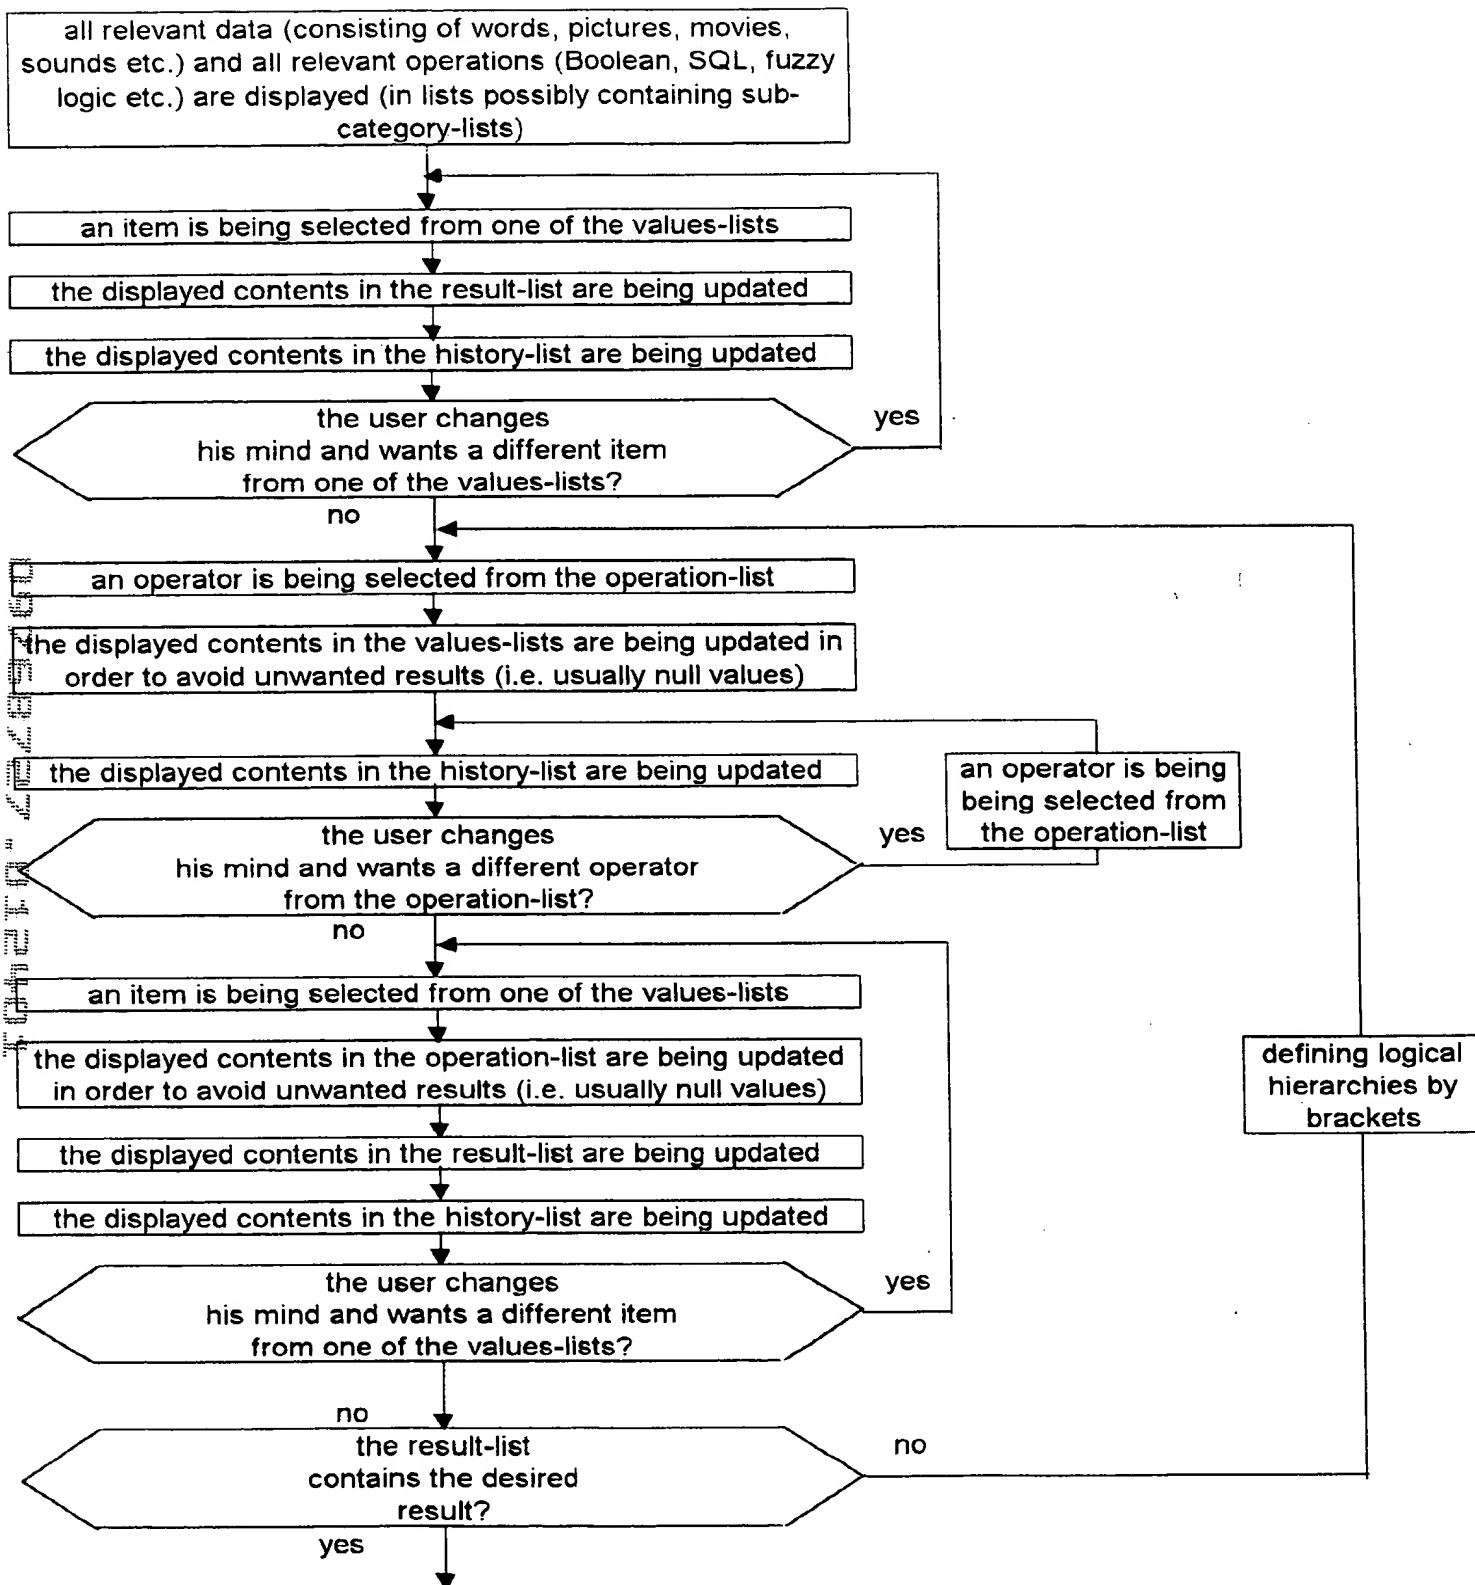 all relevant data (consisting of words, pictures, movies,
sounds etc.) and all relevant operations (Boolean, SQL, fuzzy
logic etc.) are displayed (in lists possibly containing sub-
category-lists)
an item is being selected from one of the values-lists
the displayed contents in the result-list are being updated
the displayed contents in the history-list are being updated
the user changes
his mind and wants a different item
from one of the values-lists?
yes
no
an operator is being selected from the operation-list
the displayed contents in the values-lists are being updated in
order to avoid unwanted results (i.e. usually null values)
the displayed contents in the history-list are being updated
an operator is being
being selected from
the operation-list
the user changes
his mind and wants a different operator
from the operation-list?
yes
no
an item is being selected from one of the values-lists
the displayed contents in the operation-list are being updated
in order to avoid unwanted results (i.e. usually null values)
defining logical
hierarchies by
brackets
the displayed contents in the result-list are being updated
the displayed contents in the history-list are being updated
the user changes
his mind and wants a different item
from one of the values-lists?
yes
no
the result-list
contains the desired
result?
no
yes